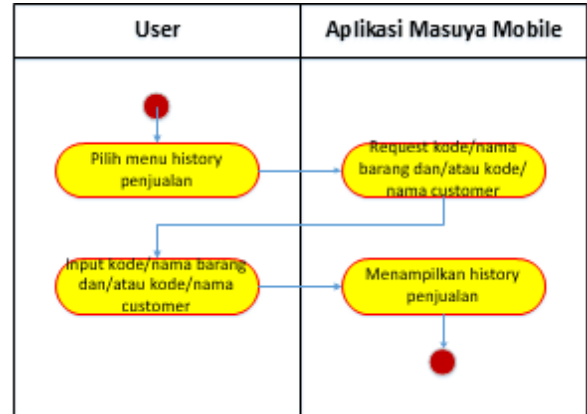 User
Aplikasi Masuya Mobile
Pilih menu history
penjualan
Request kode/nama
barang dan/atau kode/
nama customer
Input kode/nama barang
dan/atau kode/nama
customer
Menampilkan history
penjualan